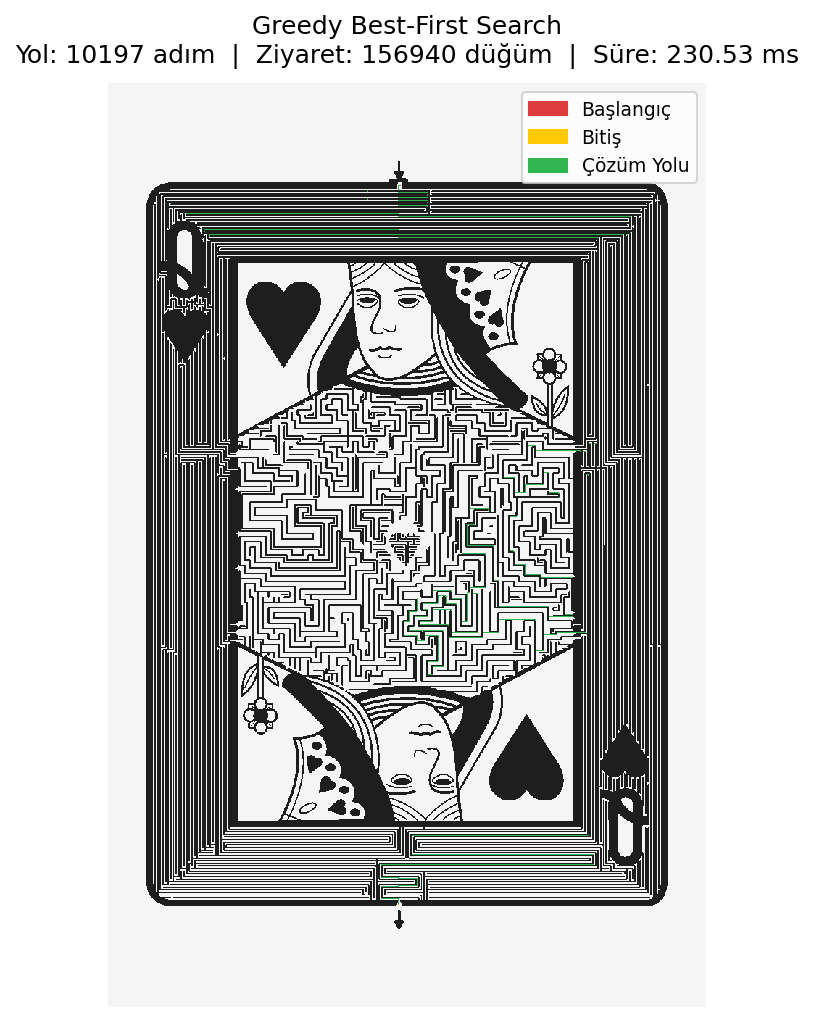 Greedy Best-First Search
Yol: 10197 adım | Ziyaret: 156940 düğüm | Süre: 230.53 ms
Başlangıç
Bitiş
Çözüm Yolu
Q
Q